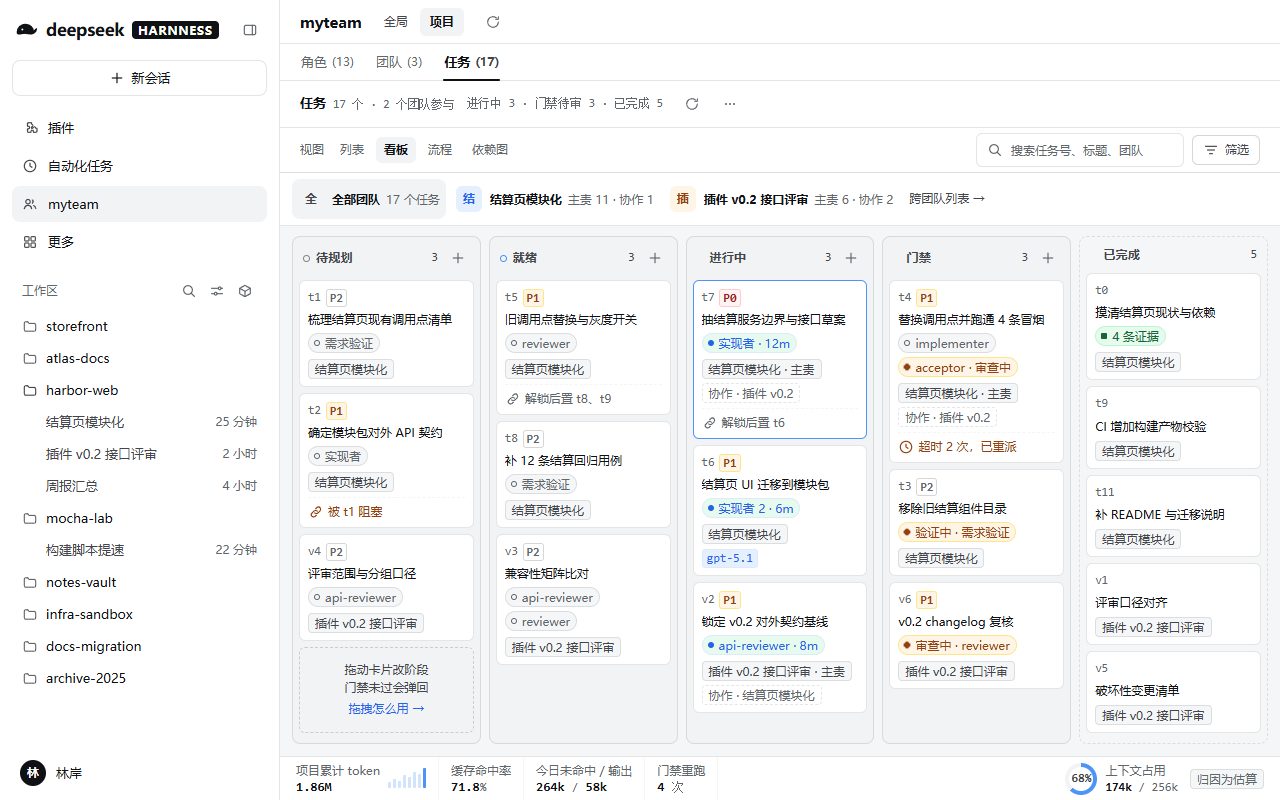 deepseek HARNNESS
新会话
插件
自动化任务
myteam
更多
工作区
storefront
atlas-docs
harbor-web
结算页模块化 25 分钟
插件 v0.2 接口评审 2 小时
周报汇总 4 小时
mocha-lab
构建脚本提速 22 分钟
notes-vault
infra-sandbox
docs-migration
archive-2025
林 林岸
myteam 全局 项目
角色 (13) 团队 (3) 任务 (17)
任务 17 个 · 2 个团队参与 进行中 3 · 门禁待审 3 · 已完成 5
视图 列表 看板 流程 依赖图 搜索任务号、标题、团队 筛选
全 全部团队 17 个任务 结 结算页模块化 主责 11 · 协作 1 插 插件 v0.2 接口评审 主责 6 · 协作 2 跨团队列表 →
待规划 3
t1 P2
梳理结算页现有调用点清单
需求验证
结算页模块化
t2 P1
确定模块包对外 API 契约
实现者
结算页模块化
被 t1 阻塞
v4 P2
评审范围与分组口径
api-reviewer
插件 v0.2 接口评审
拖动卡片改阶段
门禁未过会弹回
拖拽怎么用 →
就绪 3
t5 P1
旧调用点替换与灰度开关
reviewer
结算页模块化
解锁后置 t8、t9
t8 P2
补 12 条结算回归用例
需求验证
结算页模块化
v3 P2
兼容性矩阵比对
api-reviewer
reviewer
插件 v0.2 接口评审
进行中 3
t7 P0
抽结算服务边界与接口草案
实现者 · 12m
结算页模块化 · 主责
协作 · 插件 v0.2
解锁后置 t6
t6 P1
结算页 UI 迁移到模块包
实现者 2 · 6m
结算页模块化
gpt-5.1
v2 P1
锁定 v0.2 对外契约基线
api-reviewer · 8m
插件 v0.2 接口评审 · 主责
协作 · 结算页模块化
门禁 3
t4 P1
替换调用点并跑通 4 条冒烟
implementer
acceptor · 审查中
结算页模块化 · 主责
协作 · 插件 v0.2
超时 2 次，已重派
t3 P2
移除旧结算组件目录
验证中 · 需求验证
结算页模块化
v6 P1
v0.2 changelog 复核
审查中 · reviewer
插件 v0.2 接口评审
已完成 5
t0
摸清结算页现状与依赖
4 条证据
结算页模块化
t9
CI 增加构建产物校验
结算页模块化
t11
补 README 与迁移说明
结算页模块化
v1
评审口径对齐
插件 v0.2 接口评审
v5
破坏性变更清单
插件 v0.2 接口评审
项目累计 token
1.86M
缓存命中率
71.8%
今日未命中 / 输出
264k / 58k
门禁重跑
4 次
68%
上下文占用
174k / 256k
归因为估算